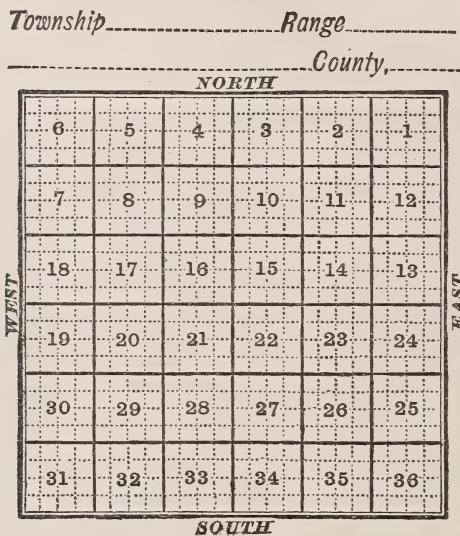 Township Range
County,
NORTH
6 5 4 3 2 1
7 8 9 10 11 12
18 17 16 15 14 13
WEST
EAST
19 20 21 22 23 24
30 29 28 27 26 25
31 32 33 34 35 36
SOUTH